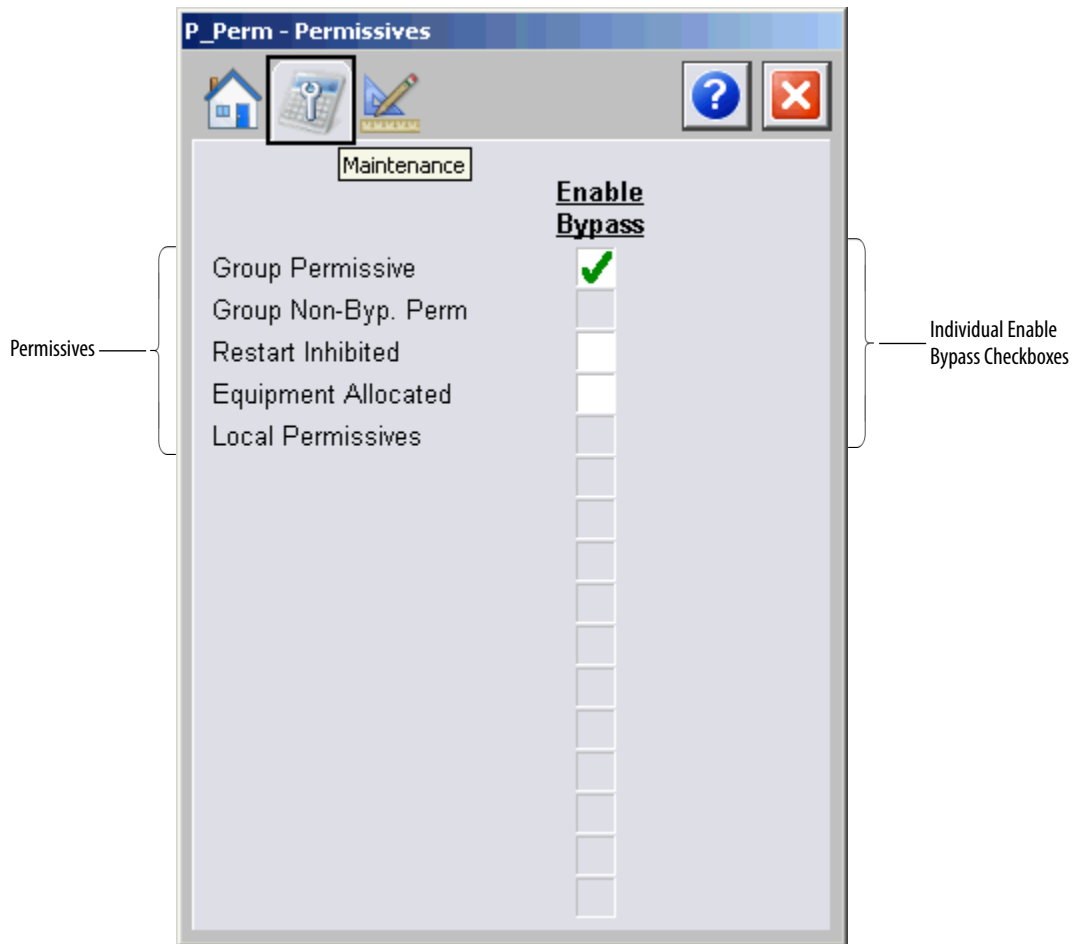 P_Perm - Permissives
?
Maintenance
Enable
Bypass
Group Permissive
Group Non-Byp. Perm
Restart Inhibited
Equipment Allocated
Local Permissives
Permissives
Individual Enable
Bypass Checkboxes